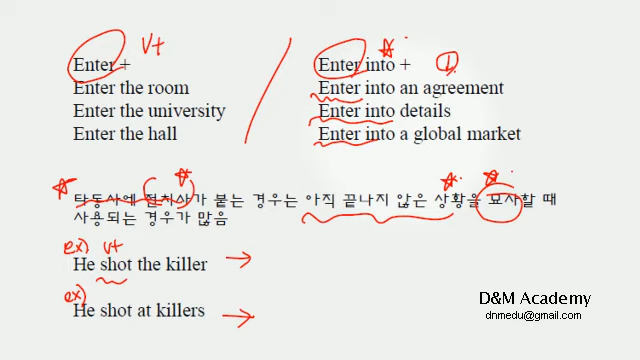 Enter +
Vt
Enter the room
Enter the university
Enter the hall
Enter into +
①
Enter into an agreement
Enter into details
Enter into a global market
타동사에 전치사가 붙는 경우는 아직 끝나지 않은 상황을 묘사할 때
사용되는 경우가 많음
ex) Vt
He shot the killer
ex)
He shot at killers
D&M Academy
dnmedu@gmail.com